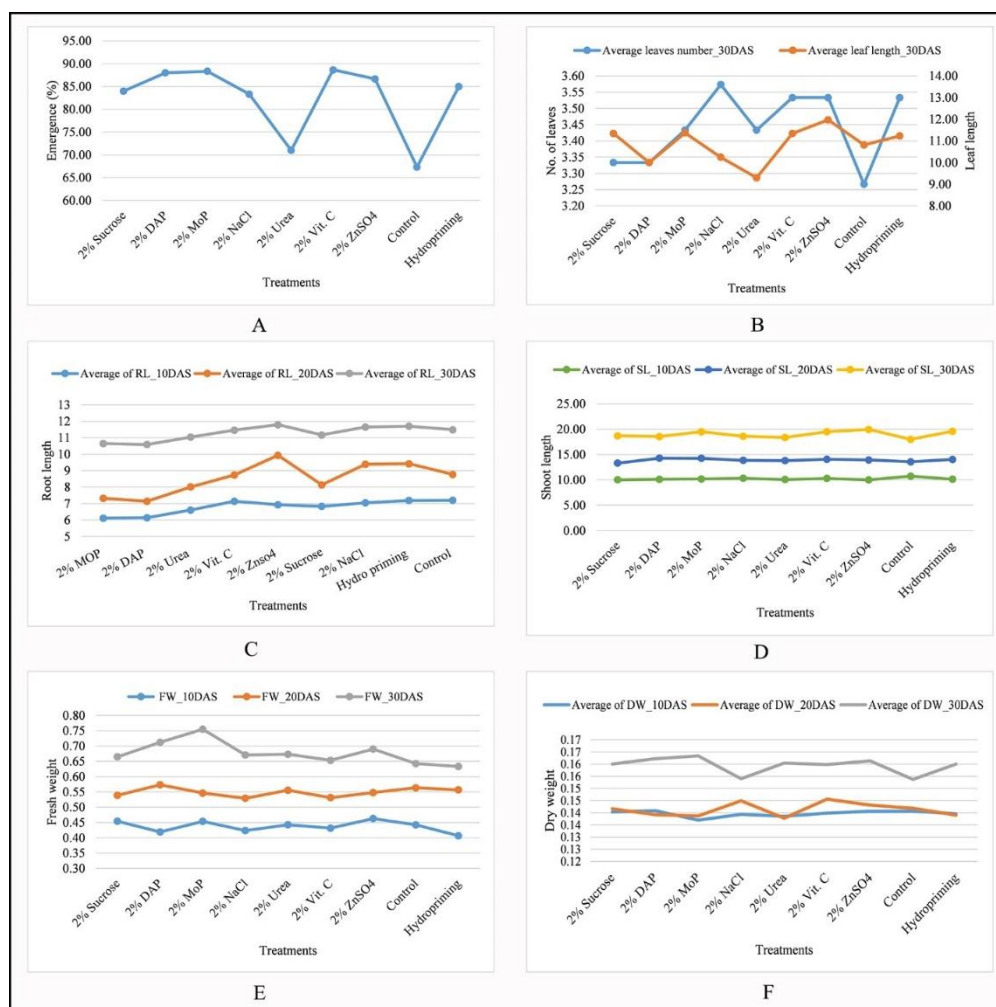 95.00
90.00
85.00
80.00
75.00
70.00
65.00
60.00
Emergence (%)
2% Sucrose
2% DAP
2% MoP
2% NaCl
2% Urea
2% Vit. C
2% ZnSO4
Control
Hydropriming
Treatments
A
Average leaves number_30DAS
Average leaf length_30DAS
3.60
3.55
3.50
3.45
3.40
3.35
3.30
3.25
3.20
No. of leaves
14.00
13.00
12.00
11.00
10.00
9.00
8.00
Leaf length
2% Sucrose
2% DAP
2% MoP
2% NaCl
2% Urea
2% Vit. C
2% ZnSO4
Control
Hydropriming
Treatments
B
Average of RL_10DAS
Average of RL_20DAS
Average of RL_30DAS
13
12
11
10
9
8
7
6
5
Root length
2% MOP
2% DAP
2% Urea
2% Vit. C
2% Znso4
2% Sucrose
2% NaCl
Hydro priming
Control
Treatments
C
Average of SL_10DAS
Average of SL_20DAS
Average of SL_30DAS
25.00
20.00
15.00
10.00
5.00
0.00
Shoot length
2% Sucrose
2% DAP
2% MoP
2% NaCl
2% Urea
2% Vit. C
2% ZnSO4
Control
Hydropriming
Treatments
D
FW_10DAS
FW_20DAS
FW_30DAS
0.80
0.75
0.70
0.65
0.60
0.55
0.50
0.45
0.40
0.35
0.30
Fresh weight
2% Sucrose
2% DAP
2% MoP
2% NaCl
2% Urea
2% Vit. C
2% ZnSO4
Control
Hydropriming
Treatments
E
Average of DW_10DAS
Average of DW_20DAS
Average of DW_30DAS
0.17
0.17
0.16
0.16
0.15
0.15
0.14
0.14
0.13
0.13
0.12
Dry weight
2% Sucrose
2% DAP
2% MoP
2% NaCl
2% Urea
2% Vit. C
2% ZnSO4
Control
Hydropriming
Treatments
F